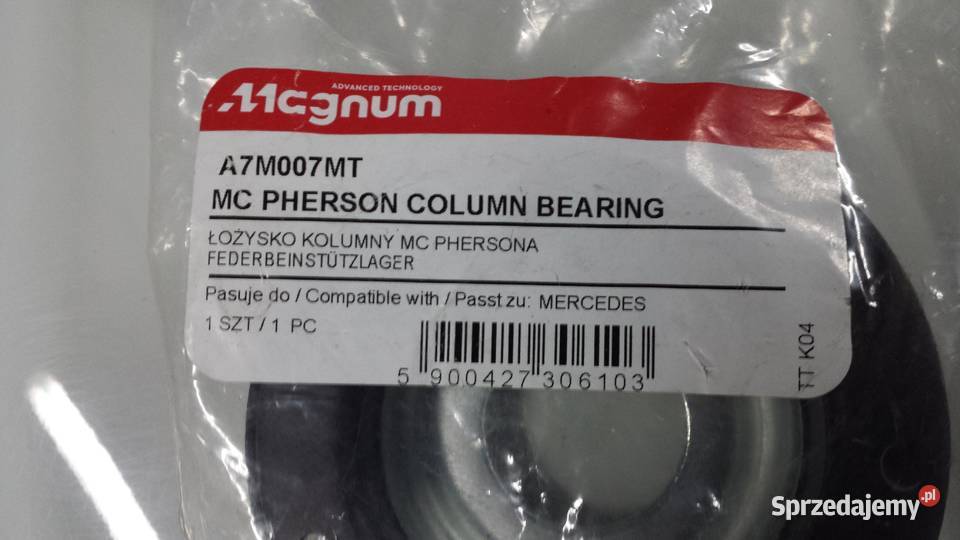 ADVANCED TECHNOLOGY
Magnum
A7M007MT
MC PHERSON COLUMN BEARING
ŁOŻYSKO KOLUMNY MC PHERSONA
FEDERBEINSTÜTZLAGER
Pasuje do / Compatible with / Passt zu: MERCEDES
1 SZT / 1 PC
5 900427 306103
TT K04
Sprzedajemy.pl